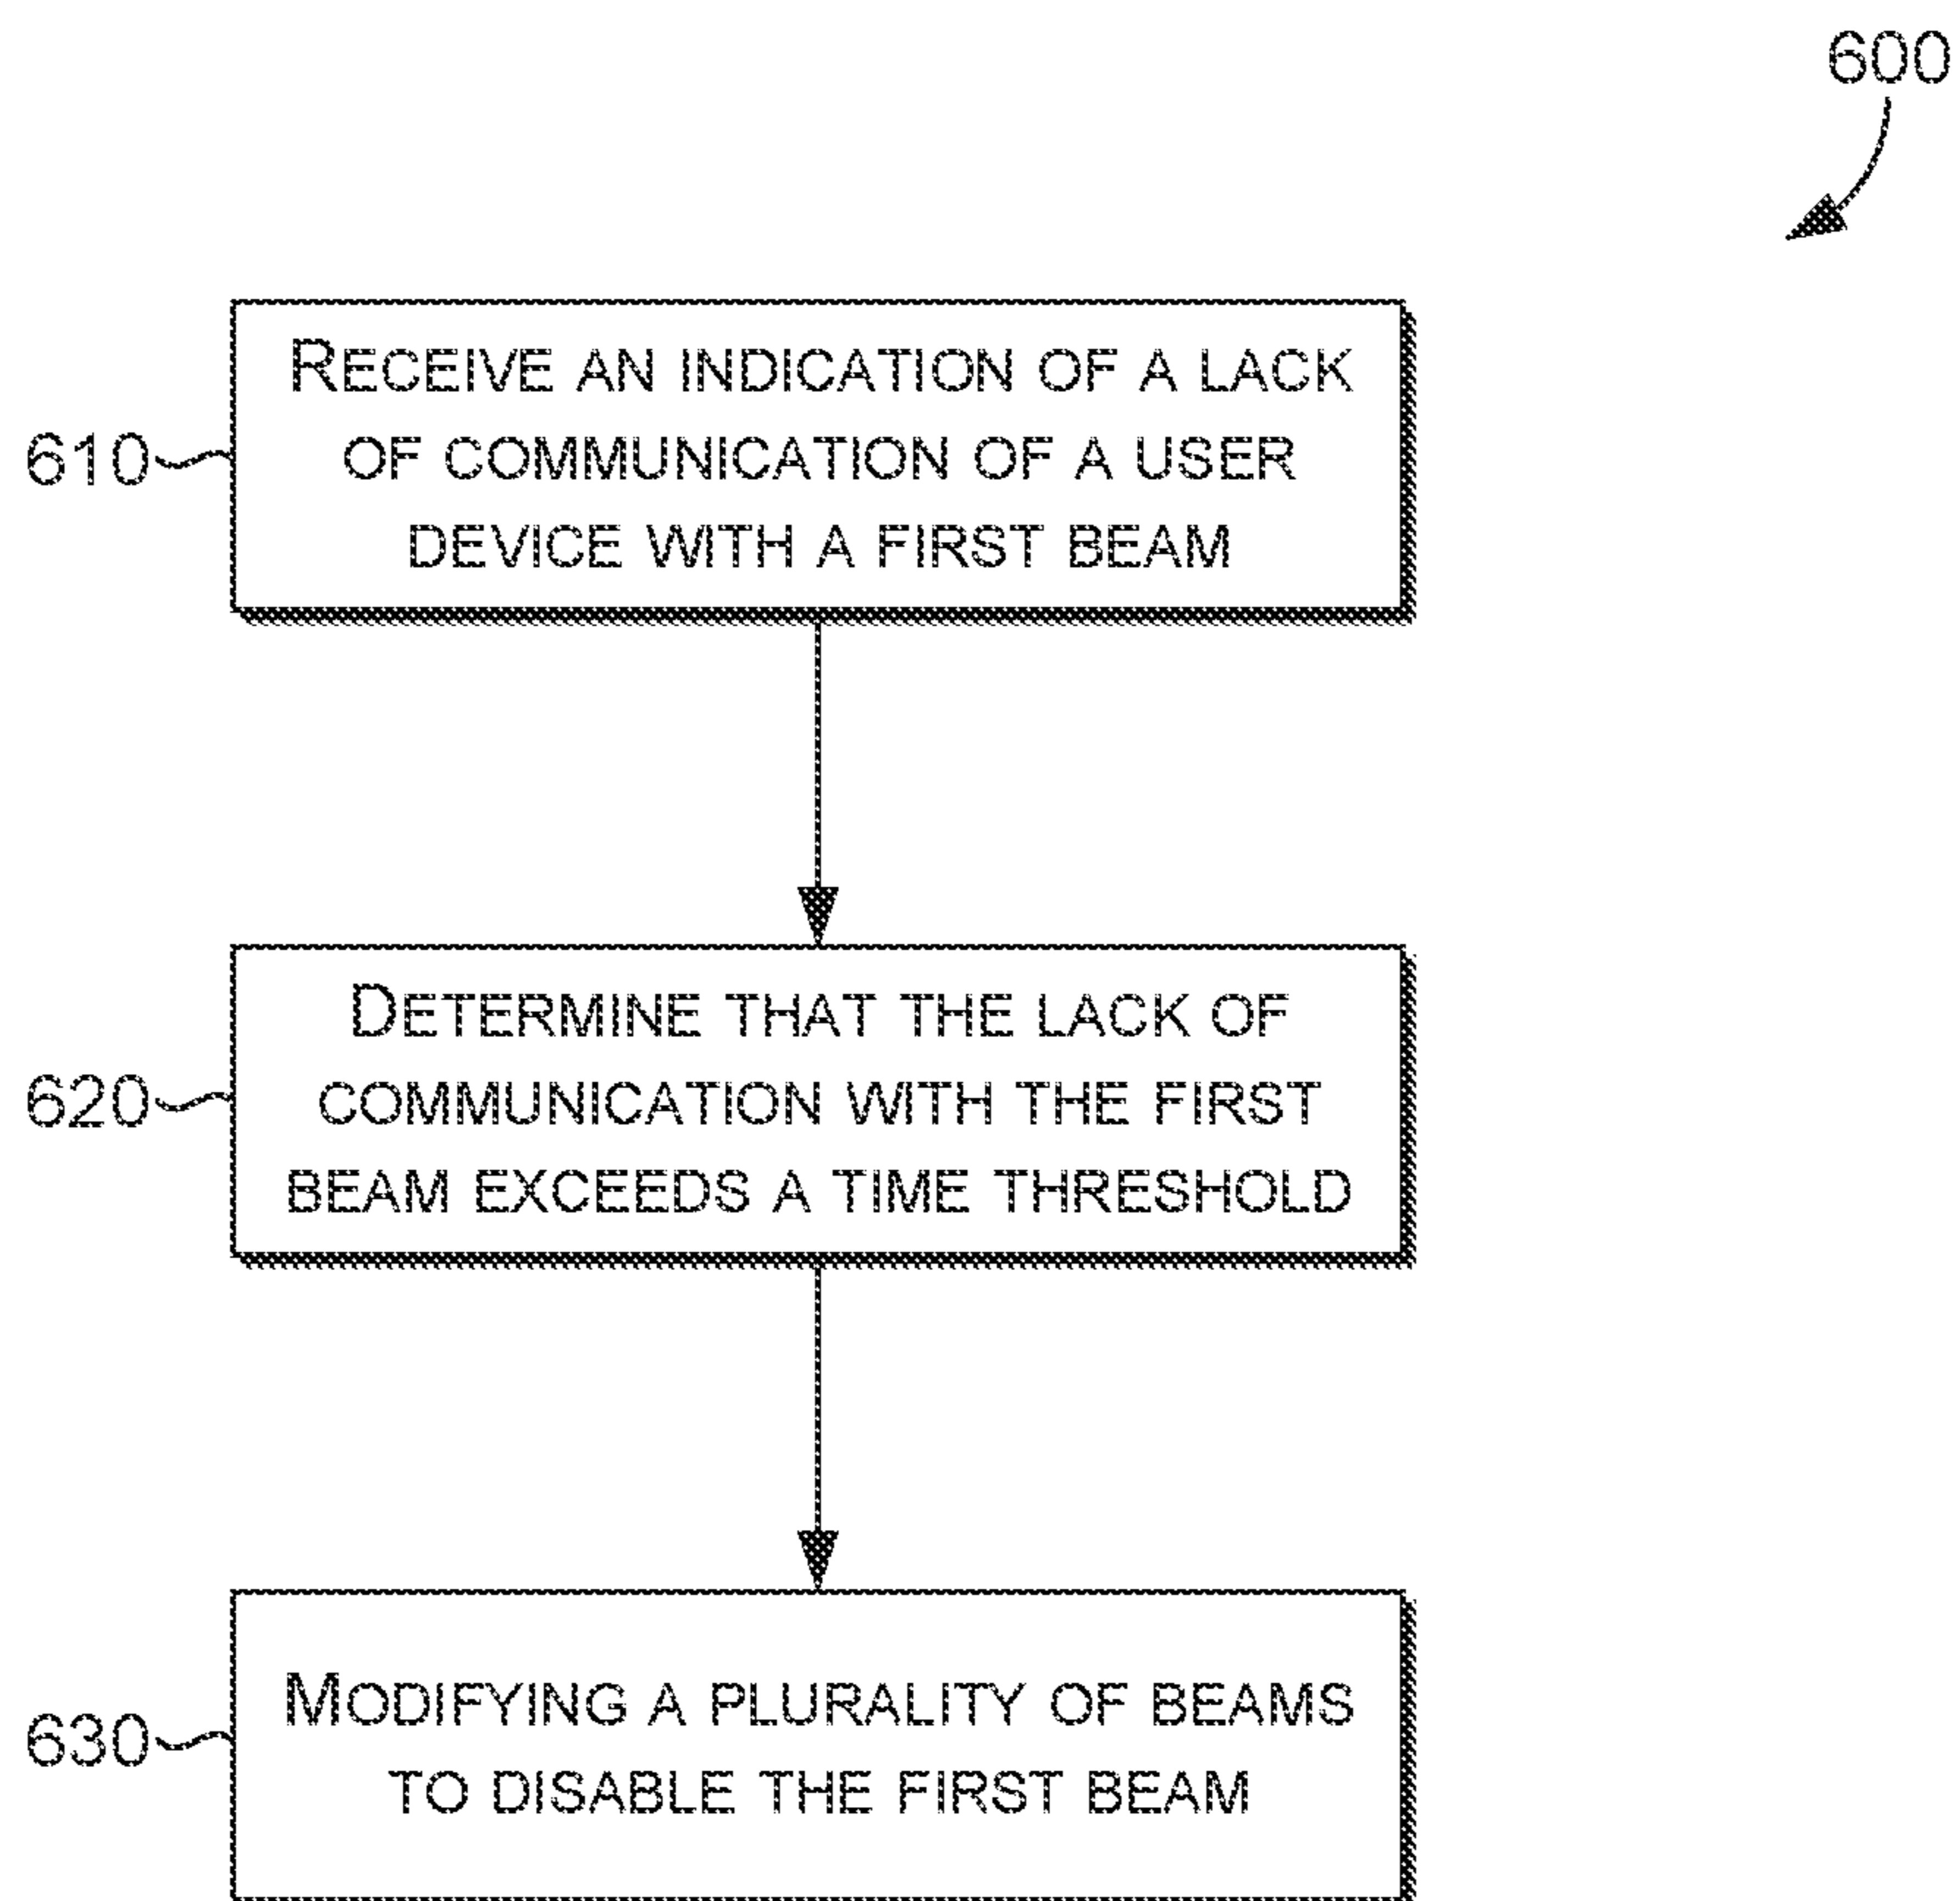 600
RECEIVE AN INDICATION OF A LACK
OF COMMUNICATION OF A USER
DEVICE WITH A FIRST BEAM
610
DETERMINE THAT THE LACK OF
COMMUNICATION WITH THE FIRST
BEAM EXCEEDS A TIME THRESHOLD
620
MODIFYING A PLURALITY OF BEAMS
TO DISABLE THE FIRST BEAM
630